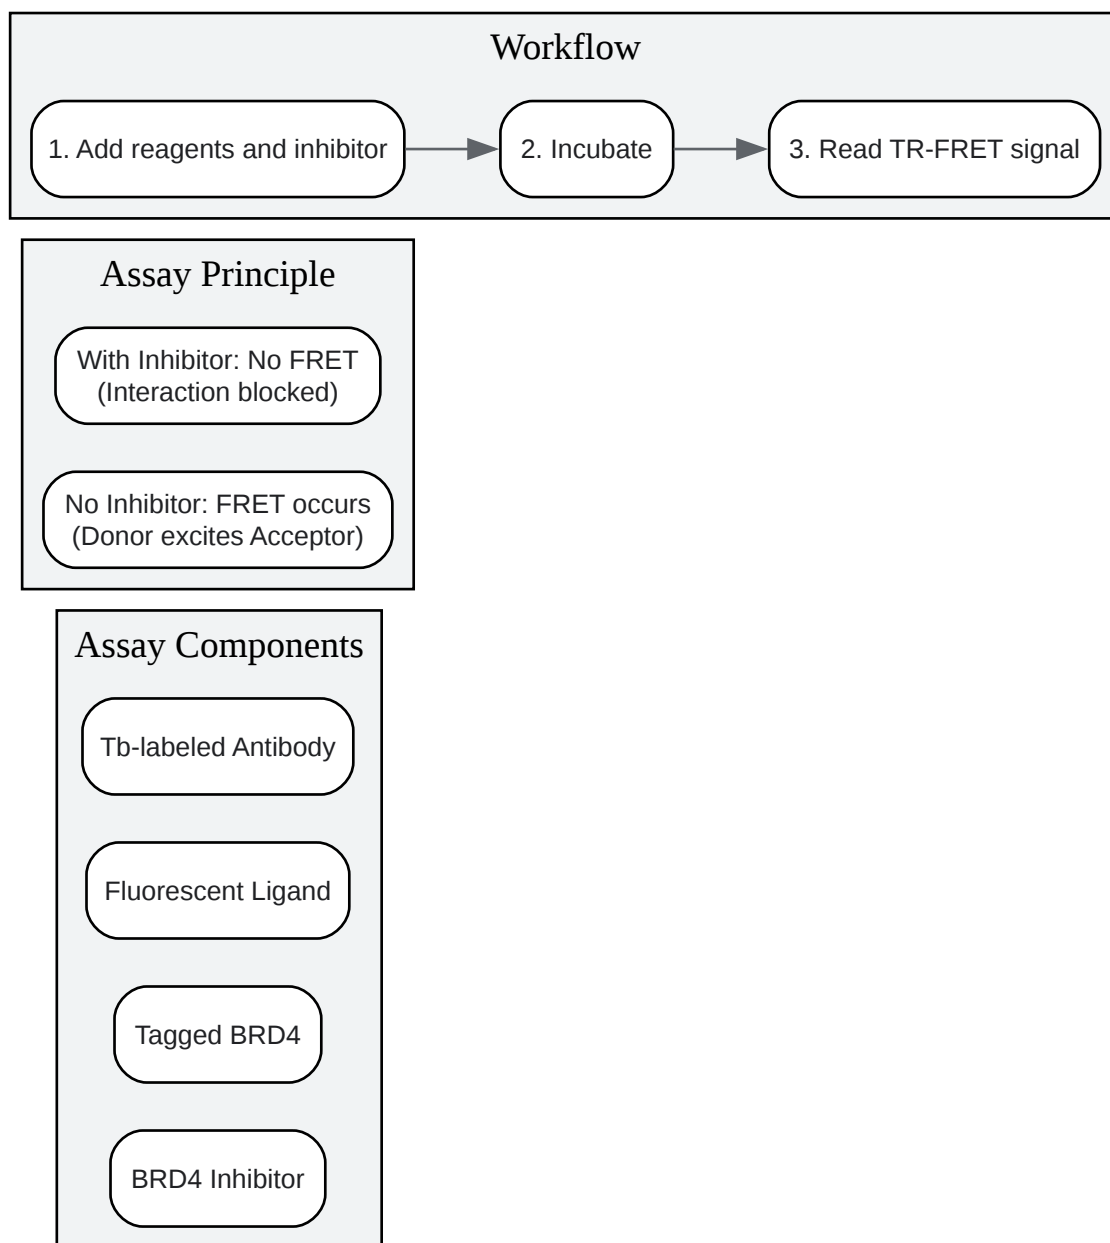 Workflow
1. Add reagents and inhibitor
2. Incubate
3. Read TR-FRET signal
Assay Principle
With Inhibitor: No FRET
(Interaction blocked)
No Inhibitor: FRET occurs
(Donor excites Acceptor)
Assay Components
Tb-labeled Antibody
Fluorescent Ligand
Tagged BRD4
BRD4 Inhibitor